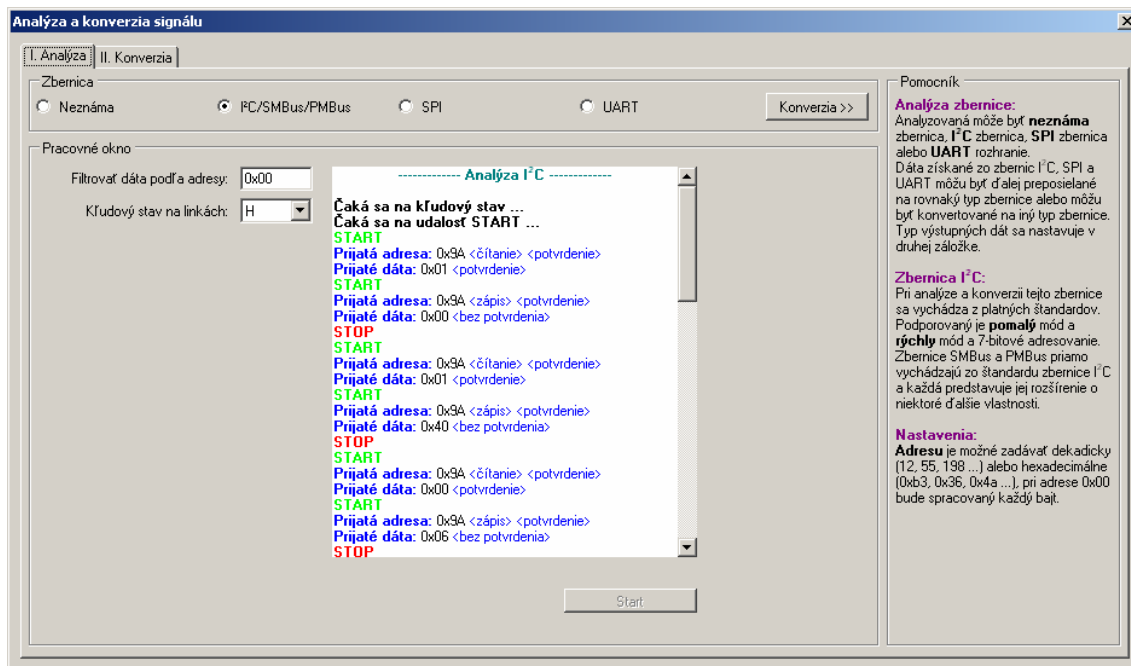 Analýza a konverzia signálu
I. Analýza
II. Konverzia
Zbernica
Neznáma
I²C/SMBus/PMBus
SPI
UART
Konverzia >>
Pracovné okno
Filtrovať dáta podľa adresy:
0x00
Kľudový stav na linkách:
H
------------- Analýza I²C -------------
Čaká sa na kľudový stav ...
Čaká sa na udalosť START ...
START
Prijatá adresa: 0x9A <čítanie> <potvrdenie>
Prijaté dáta: 0x01 <potvrdenie>
START
Prijatá adresa: 0x9A <zápis> <potvrdenie>
Prijaté dáta: 0x00 <bez potvrdenia>
STOP
START
Prijatá adresa: 0x9A <čítanie> <potvrdenie>
Prijaté dáta: 0x01 <potvrdenie>
START
Prijatá adresa: 0x9A <zápis> <potvrdenie>
Prijaté dáta: 0x40 <bez potvrdenia>
STOP
START
Prijatá adresa: 0x9A <čítanie> <potvrdenie>
Prijaté dáta: 0x00 <potvrdenie>
START
Prijatá adresa: 0x9A <zápis> <potvrdenie>
Prijaté dáta: 0x06 <bez potvrdenia>
STOP
Start
Pomocník
Analýza zbernice:
Analyzovaná môže byť neznáma
zbernica, I²C zbernica, SPI zbernica
alebo UART rozhranie.
Dáta získané zo zbernic I²C, SPI a
UART môžu byť ďalej preposielané
na rovnaký typ zbernice alebo môžu
byť konvertované na iný typ zbernice.
Typ výstupných dát sa nastavuje v
druhej záložke.
Zbernica I²C:
Pri analýze a konverzii tejto zbernice
sa vychádza z platných štandardov.
Podporovaný je pomalý mód a
rýchly mód a 7-bitové adresovanie.
Zbernice SMBus a PMBus priamo
vychádzajú zo štandardu zbernice I²C
a každá predstavuje jej rozšírenie o
niektoré ďalšie vlastnosti.
Nastavenia:
Adresu je možné zadávať dekadicky
(12, 55, 198 ...) alebo hexadecimálne
(0xb3, 0x36, 0x4a ...), pri adrese 0x00
bude spracovaný každý bajt.